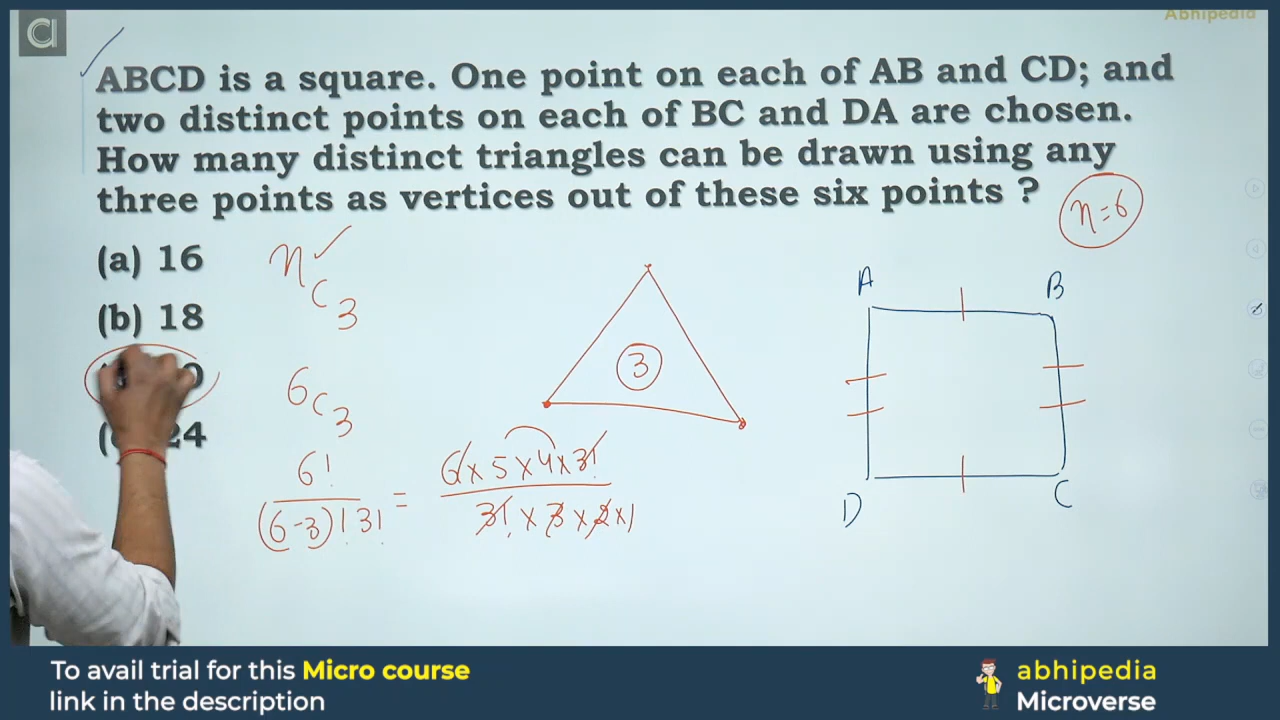 Abhipedia
ABCD is a square. One point on each of AB and CD; and
two distinct points on each of BC and DA are chosen.
How many distinct triangles can be drawn using any
three points as vertices out of these six points ?
n=6
(a) 16
(b) 18
24
nC3
6C3
6!
(6-3)! 3!
=
6 x 5 x 4 x 3!
3! x 3 x 2 x 1
3
A
B
D
C
To avail trial for this Micro course
link in the description
abhipedia
Microverse